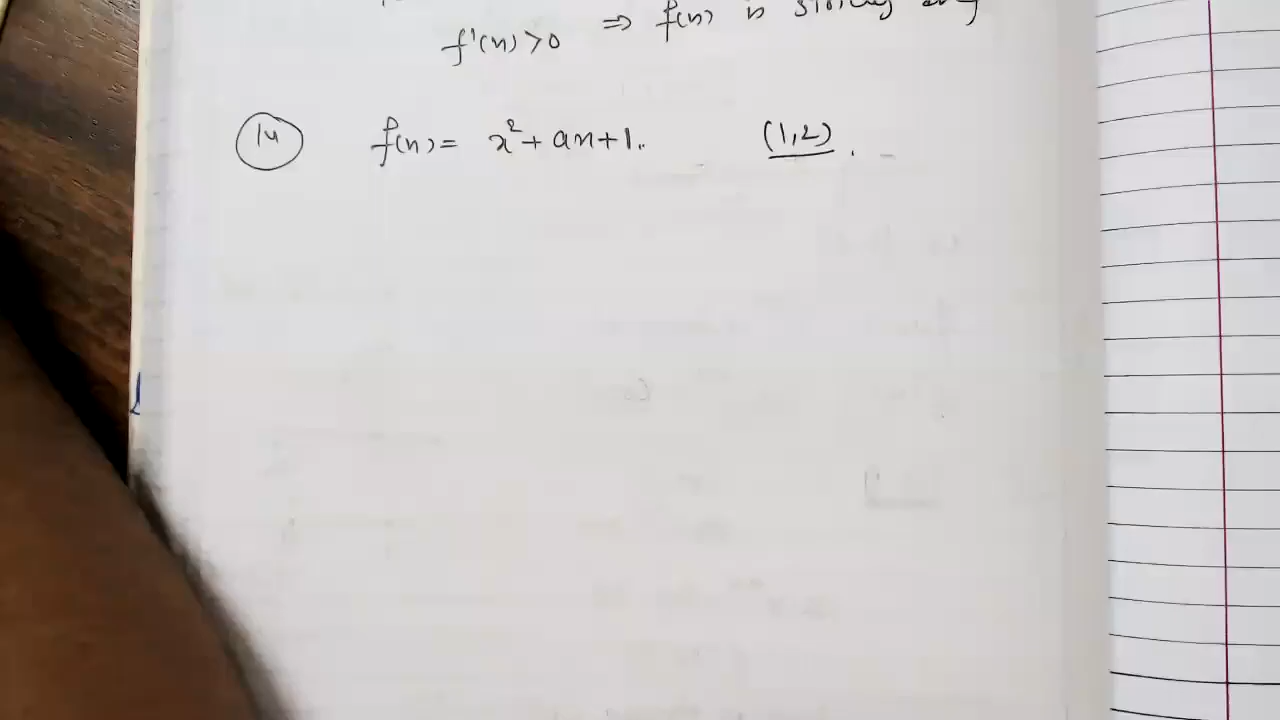 ⇒ f(x) is
f'(x) >0
14 f(x) = x² + ax + 1. (1,2).